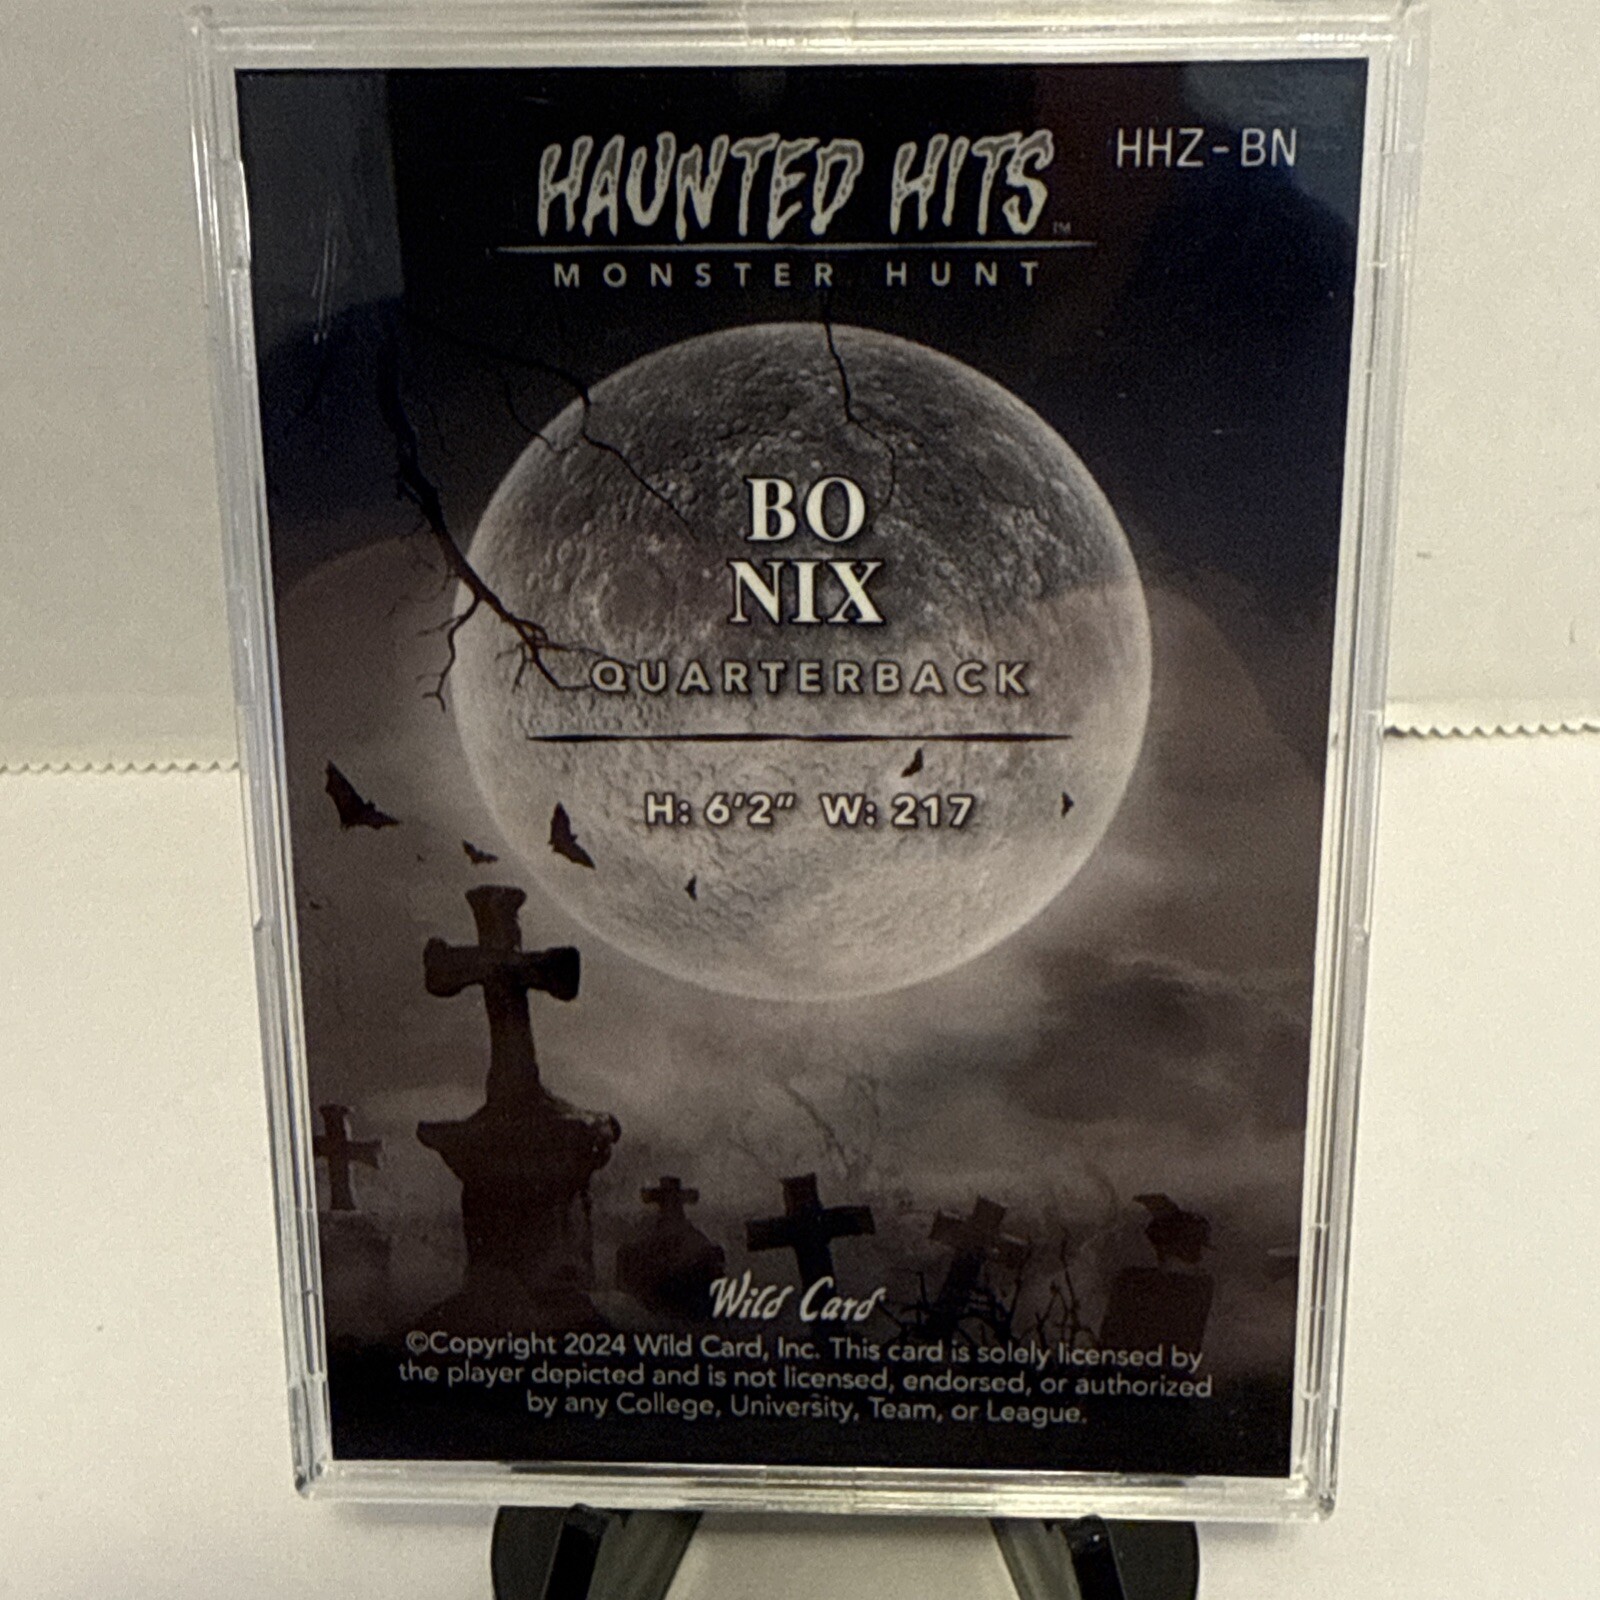 HAUNTED HITS™ HHZ-BN
MONSTER HUNT
BO
NIX
QUARTERBACK
H: 6'2" W: 217
Wild Card
©Copyright 2024 Wild Card, Inc. This card is solely licensed by
the player depicted and is not licensed, endorsed, or authorized
by any College, University, Team, or League.